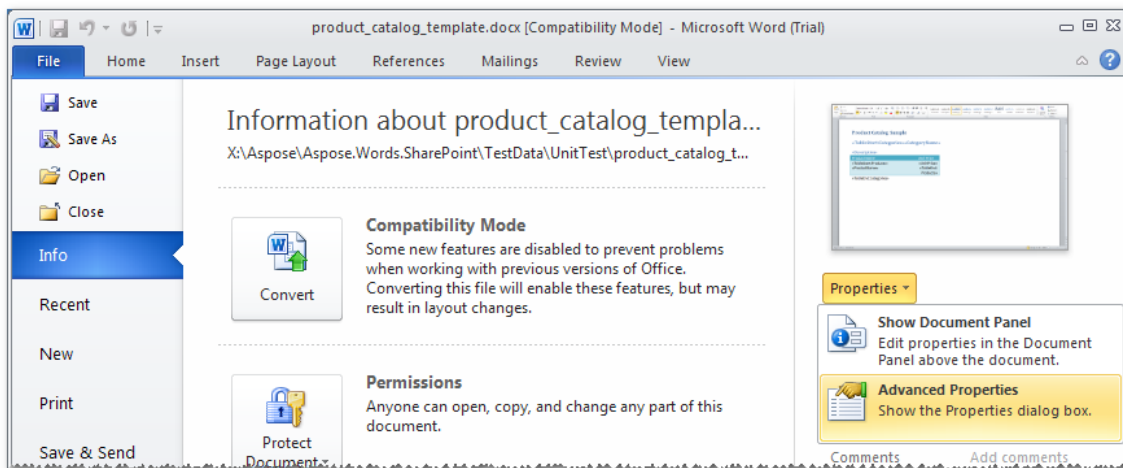 product_catalog_template.docx [Compatibility Mode] - Microsoft Word (Trial)
File Home Insert Page Layout References Mailings Review View
Save
Save As
Open
Close
Info
Recent
New
Print
Save & Send
Information about product_catalog_templa...
X:\Aspose\Aspose.Words.SharePoint\TestData\UnitTest\product_catalog_t...
Convert
Compatibility Mode
Some new features are disabled to prevent problems
when working with previous versions of Office.
Converting this file will enable these features, but may
result in layout changes.
Protect
Document
Permissions
Anyone can open, copy, and change any part of this
document.
Product Catalog Sample
Properties
Show Document Panel
Edit properties in the Document
Panel above the document.
Advanced Properties
Show the Properties dialog box.
Comments Add comments